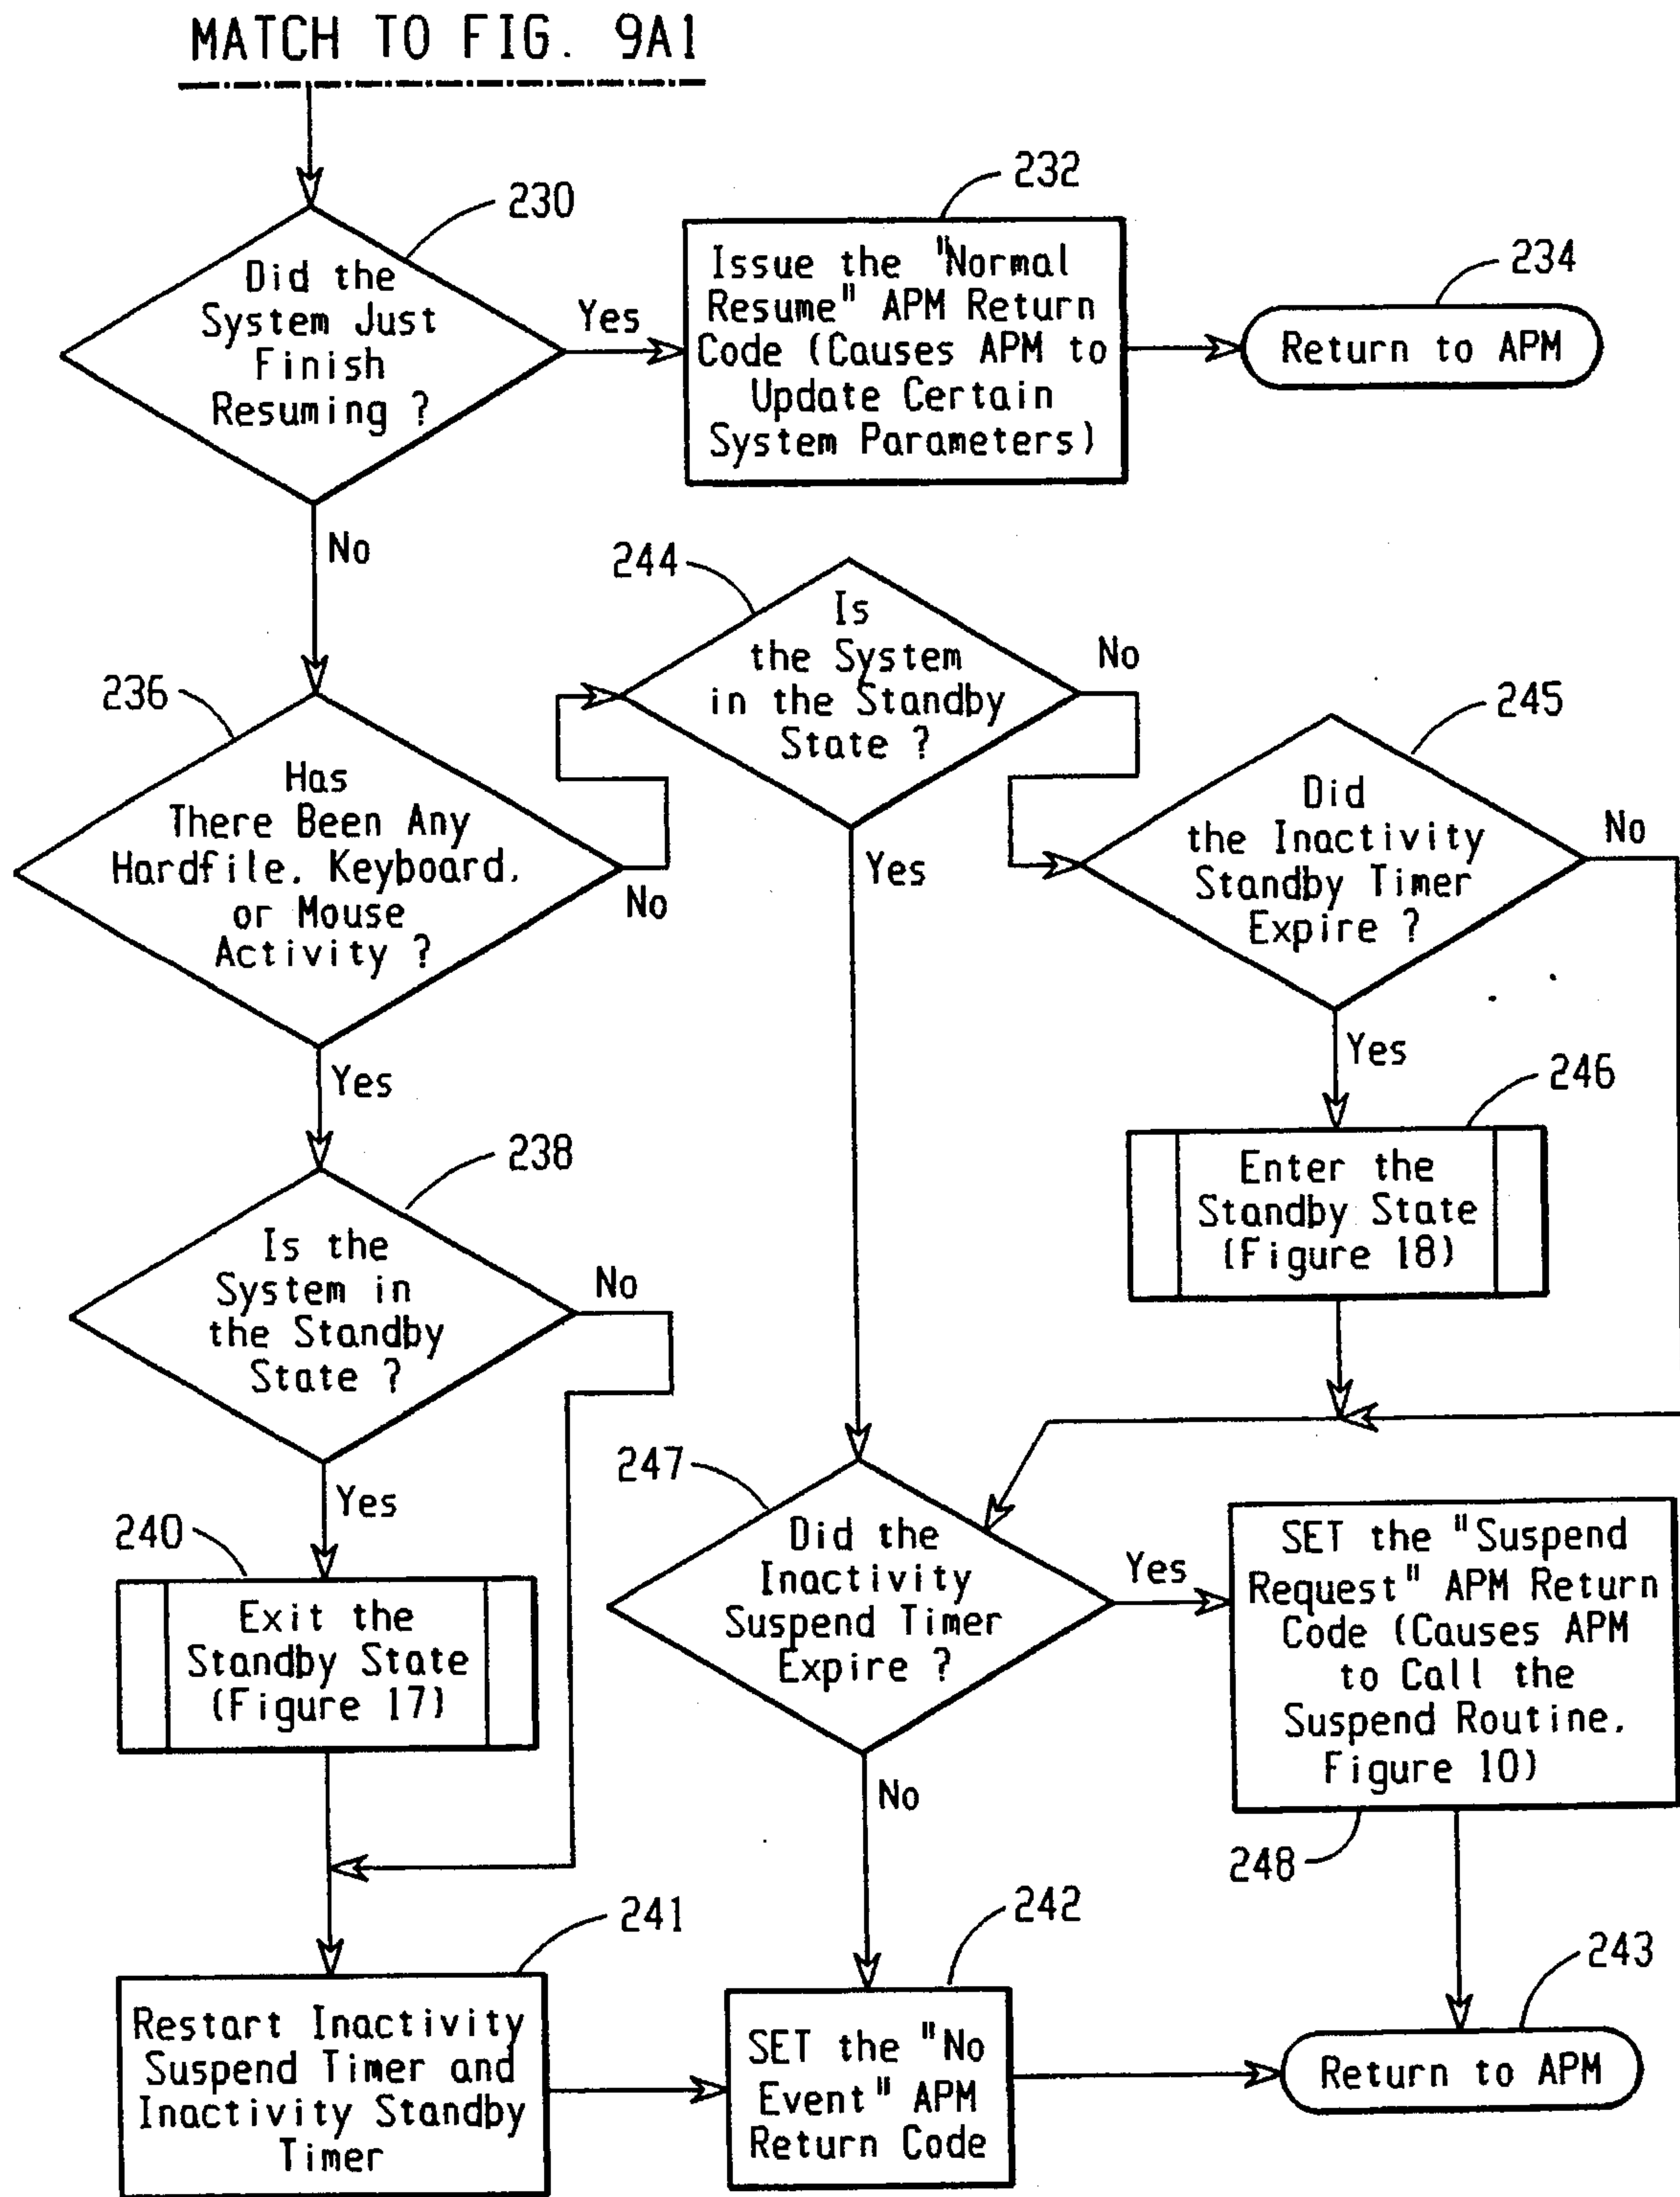 MATCH TO FIG. 9A1
230
Did the
System Just
Finish
Resuming ?
Yes
No
232
Issue the "Normal
Resume" APM Return
Code (Causes APM to
Update Certain
System Parameters)
234
Return to APM
236
Has
There Been Any
Hardfile, Keyboard,
or Mouse
Activity ?
No
Yes
244
Is
the System
in the Standby
State ?
No
Yes
245
Did
the Inactivity
Standby Timer
Expire ?
No
Yes
246
Enter the
Standby State
(Figure 18)
238
Is the
System in
the Standby
State ?
No
Yes
240
Exit the
Standby State
(Figure 17)
247
Did the
Inactivity
Suspend Timer
Expire ?
Yes
No
SET the "Suspend
Request" APM Return
Code (Causes APM
to Call the
Suspend Routine,
Figure 10)
248
241
Restart Inactivity
Suspend Timer and
Inactivity Standby
Timer
242
SET the "No
Event" APM
Return Code
243
Return to APM